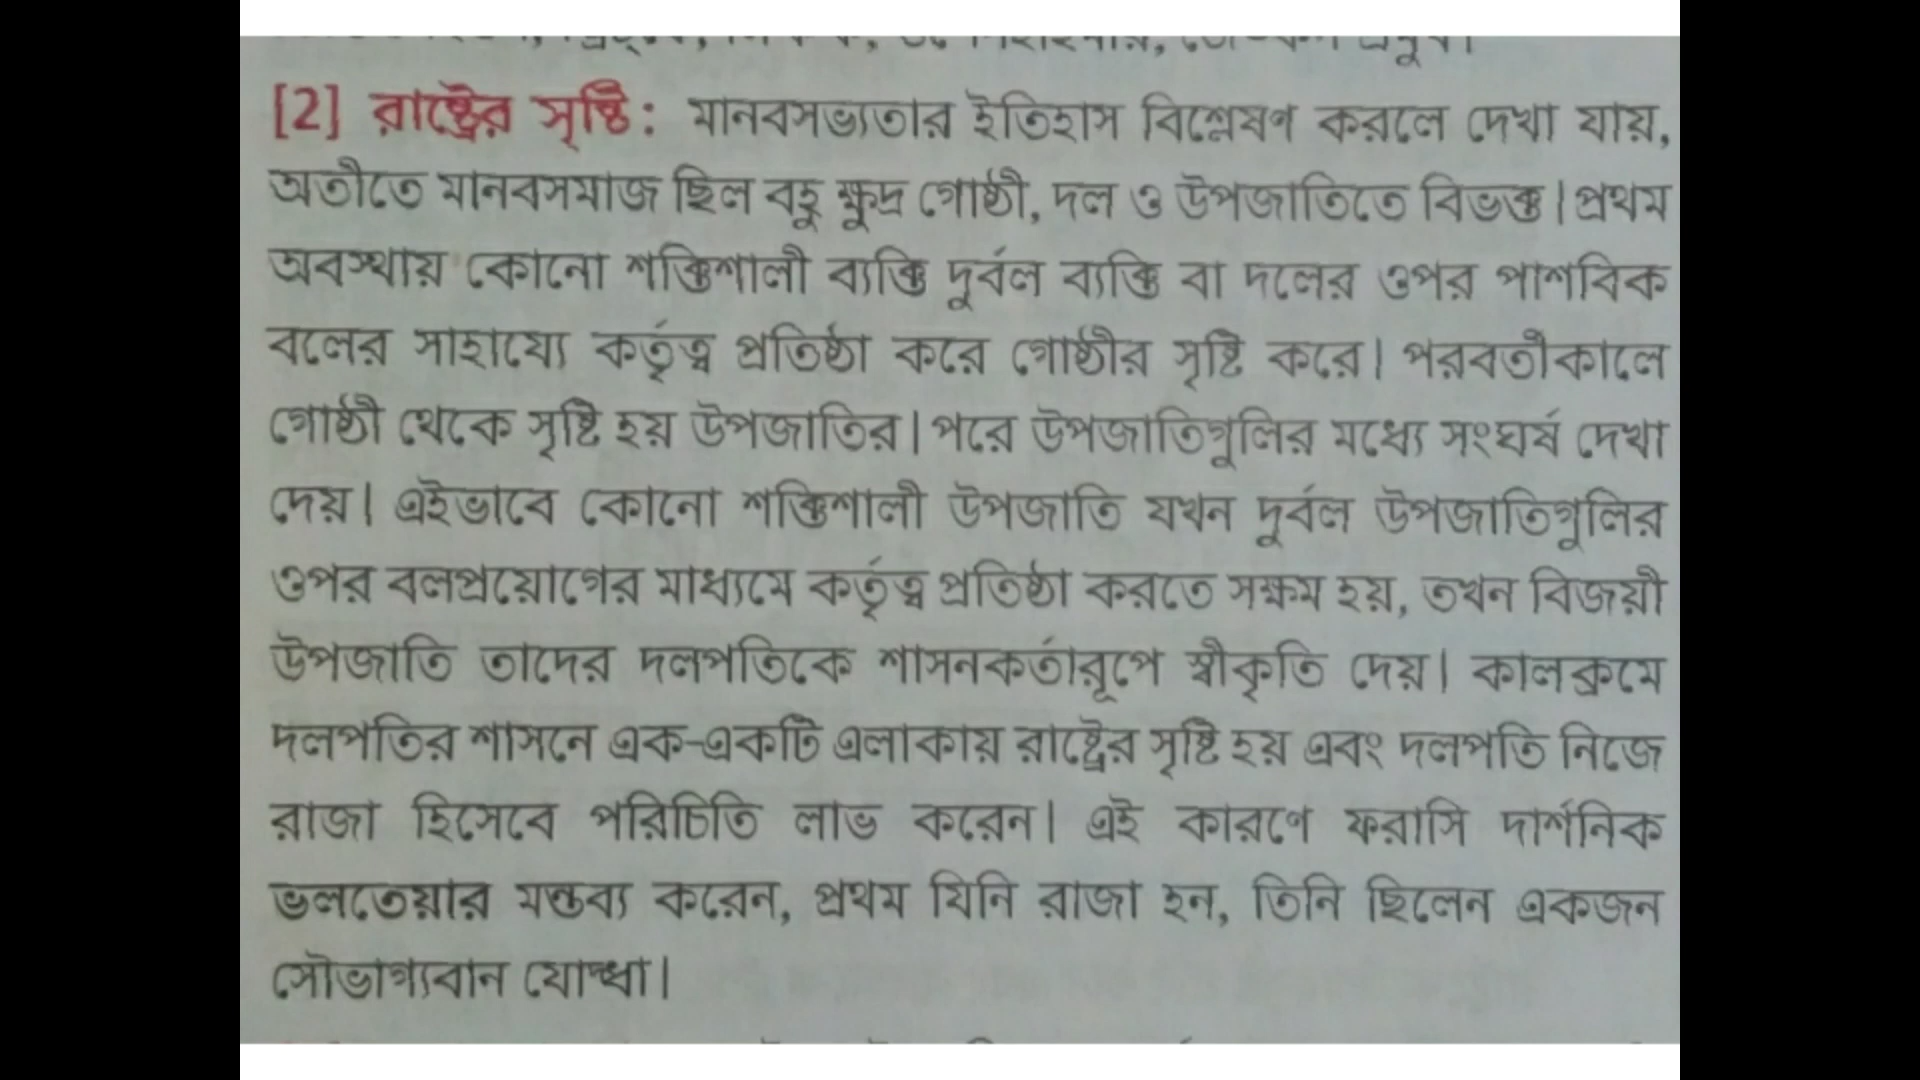 [2] রাষ্ট্রের সৃষ্টি: মানবসভ্যতার ইতিহাস বিশ্লেষণ করলে দেখা যায়,
অতীতে মানবসমাজ ছিল বহু ক্ষুদ্র গোষ্ঠী, দল ও উপজাতিতে বিভক্ত। প্রথম
অবস্থায় কোনো শক্তিশালী ব্যক্তি দুর্বল ব্যক্তি বা দলের ওপর পাশবিক
বলের সাহায্যে কর্তৃত্ব প্রতিষ্ঠা করে গোষ্ঠীর সৃষ্টি করে। পরবর্তীকালে
গোষ্ঠী থেকে সৃষ্টি হয় উপজাতির। পরে উপজাতিগুলির মধ্যে সংঘর্ষ দেখা
দেয়। এইভাবে কোনো শক্তিশালী উপজাতি যখন দুর্বল উপজাতিগুলির
ওপর বলপ্রয়োগের মাধ্যমে কর্তৃত্ব প্রতিষ্ঠা করতে সক্ষম হয়, তখন বিজয়ী
উপজাতি তাদের দলপতিকে শাসনকর্তারূপে স্বীকৃতি দেয়। কালক্রমে
দলপতির শাসনে এক-একটি এলাকায় রাষ্ট্রের সৃষ্টি হয় এবং দলপতি নিজে
রাজা হিসেবে পরিচিতি লাভ করেন। এই কারণে ফরাসি দার্শনিক
ভলতেয়ার মন্তব্য করেন, প্রথম যিনি রাজা হন, তিনি ছিলেন একজন
সৌভাগ্যবান যোদ্ধা।